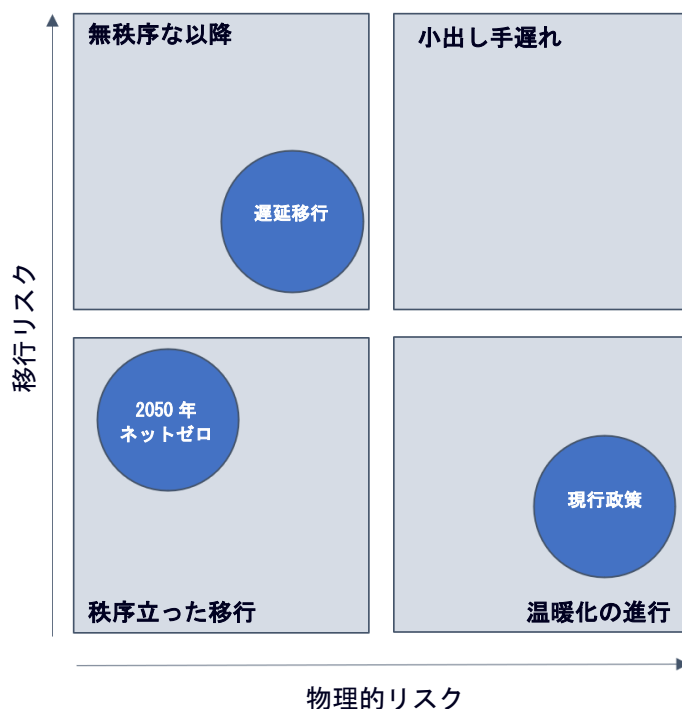 無秩序な以降
小出し手遅れ
遅延移行
移行リスク
2050 年
ネットゼロ
現行政策
秩序立った移行
温暖化の進行
物理的リスク